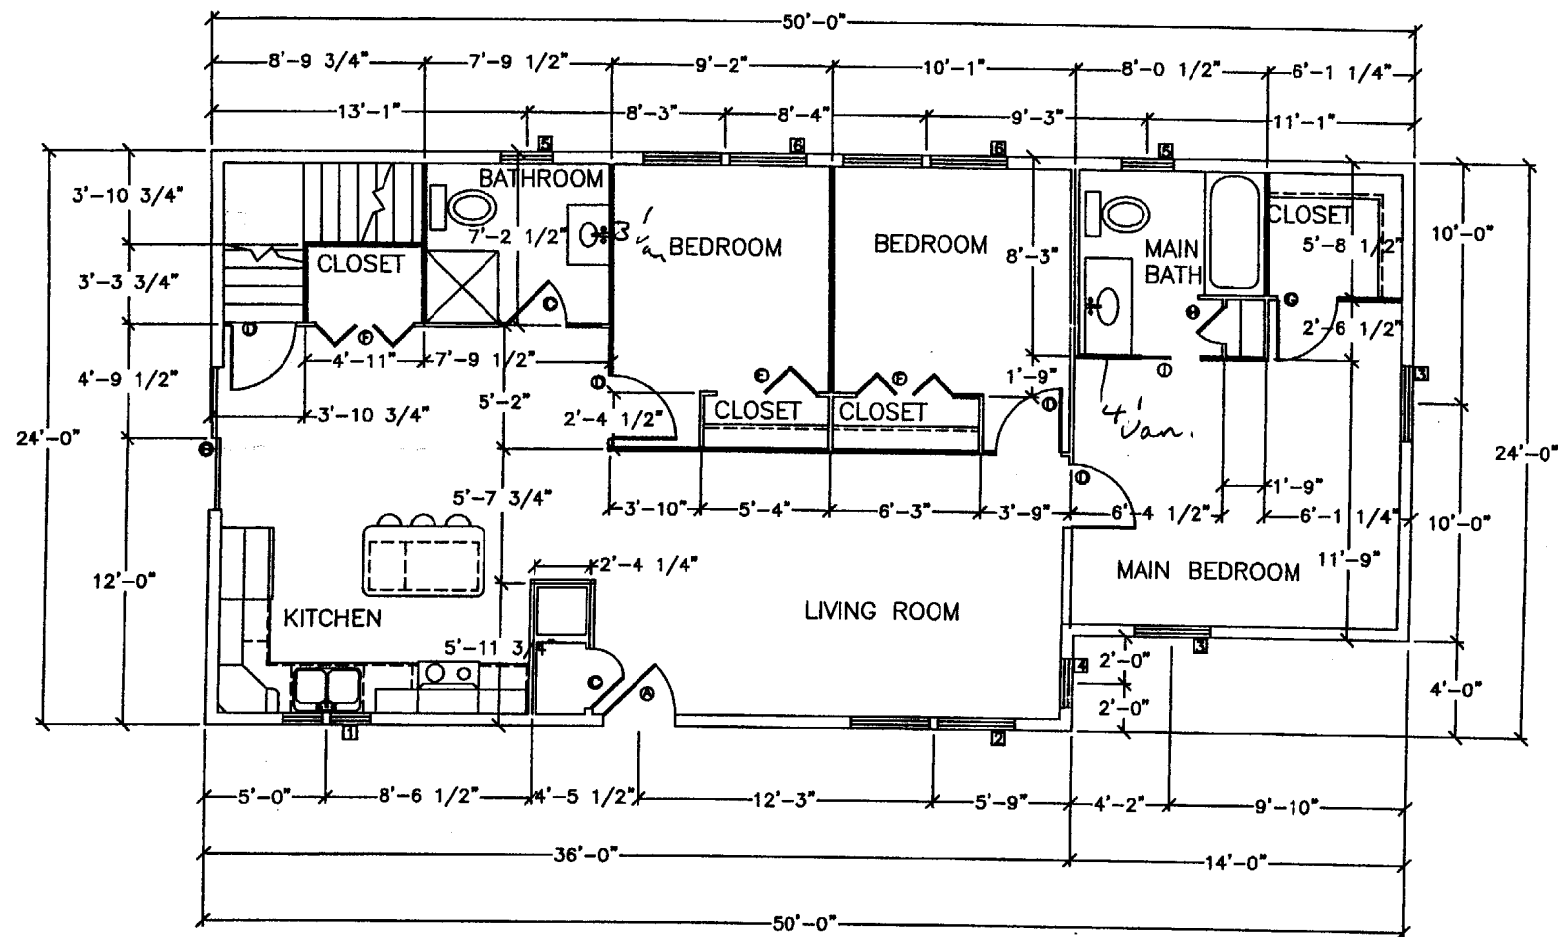 50'-0"
8'-9 3/4" 7'-9 1/2" 9'-2" 10'-1" 8'-0 1/2" 6'-1 1/4"
13'-1" 8'-3" 8'-4" 9'-3" 11'-1"
5 6 6 5
3'-10 3/4" BATHROOM
7'-2 1/2" 3' Van BEDROOM BEDROOM 8'-3" MAIN CLOSET 10'-0"
BATH 5'-8 1/2"
3'-3 3/4" CLOSET C G
D F H 2'-6 1/2"
4'-11" 7'-9 1/2"
4'-9 1/2" D E F 1'-9" J 3
3'-10 3/4" 5'-2" 2'-4 1/2" CLOSET CLOSET D 4' Van.
24'-0" 24'-0"
D
5'-7 3/4" 1'-9"
3'-10" 5'-4" 6'-3" 3'-9" 6'-4 1/2" 6'-1 1/4" 10'-0"
12'-0" 2'-4 1/4" MAIN BEDROOM 11'-9"
KITCHEN LIVING ROOM
5'-11 3/4" 3
C A 4 2'-0" 4'-0"
2'-0"
1 2
5'-0" 8'-6 1/2" 4'-5 1/2" 12'-3" 5'-9" 4'-2" 9'-10"
36'-0" 14'-0"
50'-0"